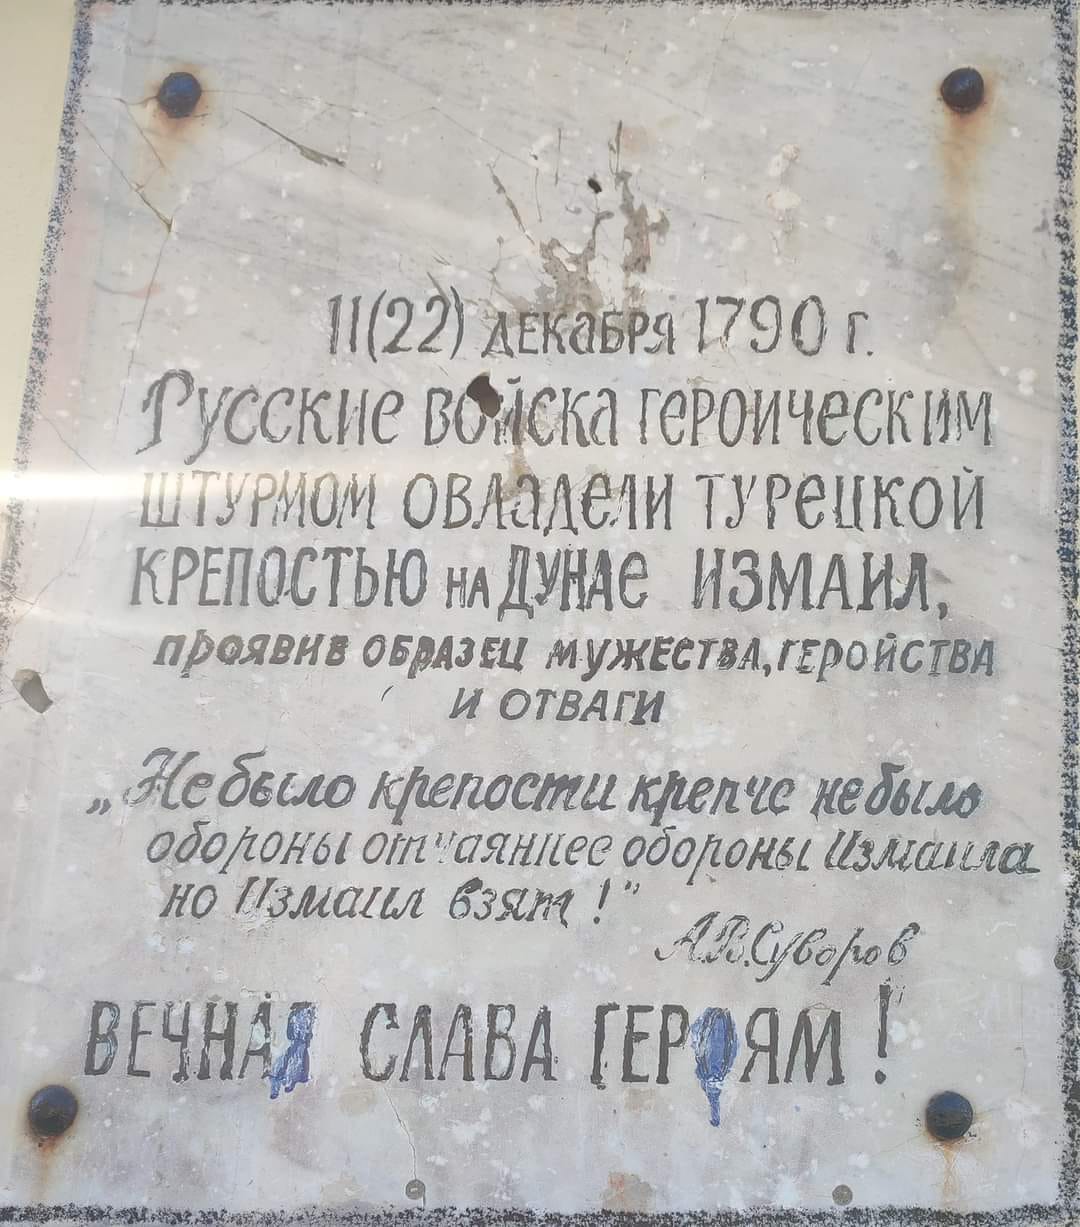 11(22) декабря 1790 г.
Русские войска героическим
штурмом овладели турецкой
крепостью на Дунае Измаил,
проявив образец мужества, геройства
и отваги
„Не было крепости крепче не было
обороны отчаяннее обороны Измаила
но Измаил взят!”
А.В.Суворов
ВЕЧНАЯ СЛАВА ГЕРОЯМ!